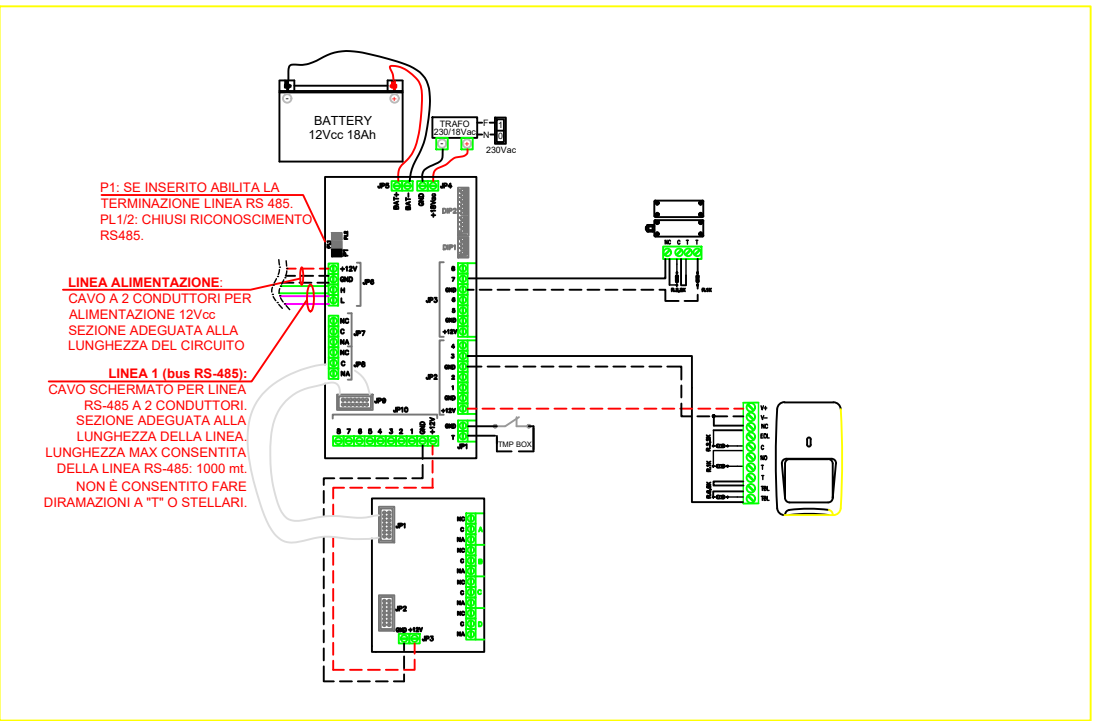 BATTERY
12Vcc 18Ah
-
+
TRAFO
230/18Vac
-
+
F
N
1
0
230Vac
P1: SE INSERITO ABILITA LA
TERMINAZIONE LINEA RS 485.
PL1/2: CHIUSI RICONOSCIMENTO
RS485.
LINEA ALIMENTAZIONE:
CAVO A 2 CONDUTTORI PER
ALIMENTAZIONE 12Vcc
SEZIONE ADEGUATA ALLA
LUNGHEZZA DEL CIRCUITO
LINEA 1 (bus RS-485):
CAVO SCHERMATO PER LINEA
RS-485 A 2 CONDUTTORI.
SEZIONE ADEGUATA ALLA
LUNGHEZZA DELLA LINEA.
LUNGHEZZA MAX CONSENTITA
DELLA LINEA RS-485: 1000 mt.
NON È CONSENTITO FARE
DIRAMAZIONI A "T" O STELLARI.
JP5
BAT+
BAT-
JP4
GND
+18Vac
DIP2
DIP1
+12V
GND
H
L
JP6
NC
C
NA
JP7
NC
C
NA
JP8
JP9
JP3
8
7
GND
6
5
GND
+12V
JP2
4
3
GND
2
1
GND
+12V
GND
T
JP1
TMP BOX
JP10
8 7 6 5 4 3 2 1 GND +12V
NC C T T
V+
V-
NC
EOL
C
NO
T
T
TBL
TBL
JP1
JP2
GND +12V
JP3
NC
C
NA
A
NC
C
NA
B
NC
C
NA
C
NC
C
NA
D